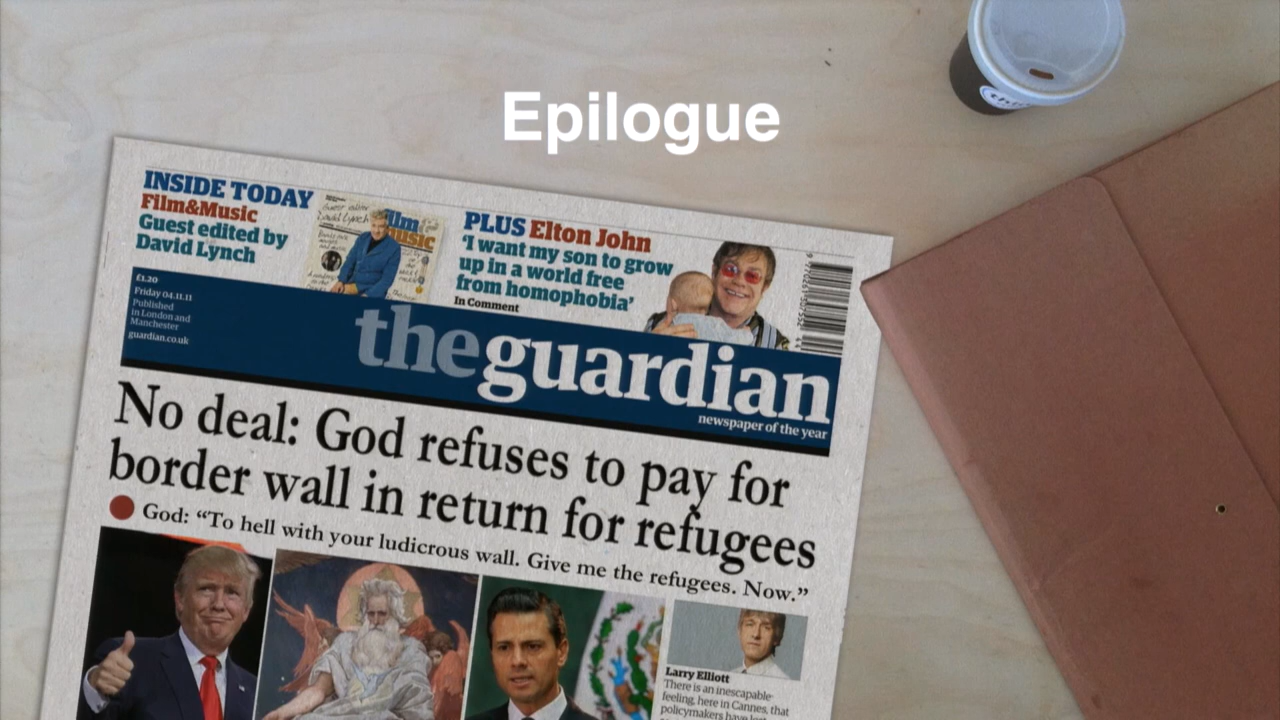 Epilogue
INSIDE TODAY
Film&Music
Guest edited by
David Lynch
PLUS Elton John
‘I want my son to grow
up in a world free
from homophobia’
In Comment
£1.20
Friday 04.11.11
Published
in London and
Manchester
guardian.co.uk
theguardian
newspaper of the year
No deal: God refuses to pay for
border wall in return for refugees
God: “To hell with your ludicrous wall. Give me the refugees. Now.”
Larry Elliott
There is an inescapable
feeling, here in Cannes, that
policymakers have